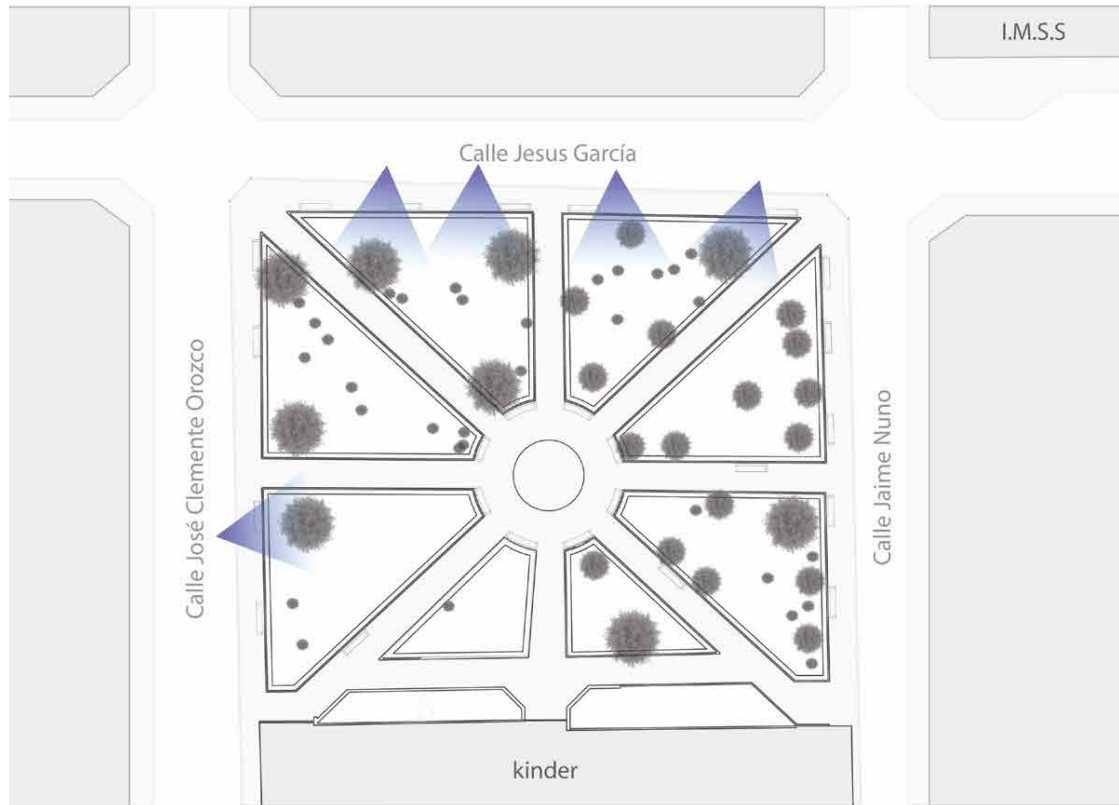 I.M.S.S
Calle Jesus García
Calle José Clemente Orozco
Calle Jaime Nuno
kinder